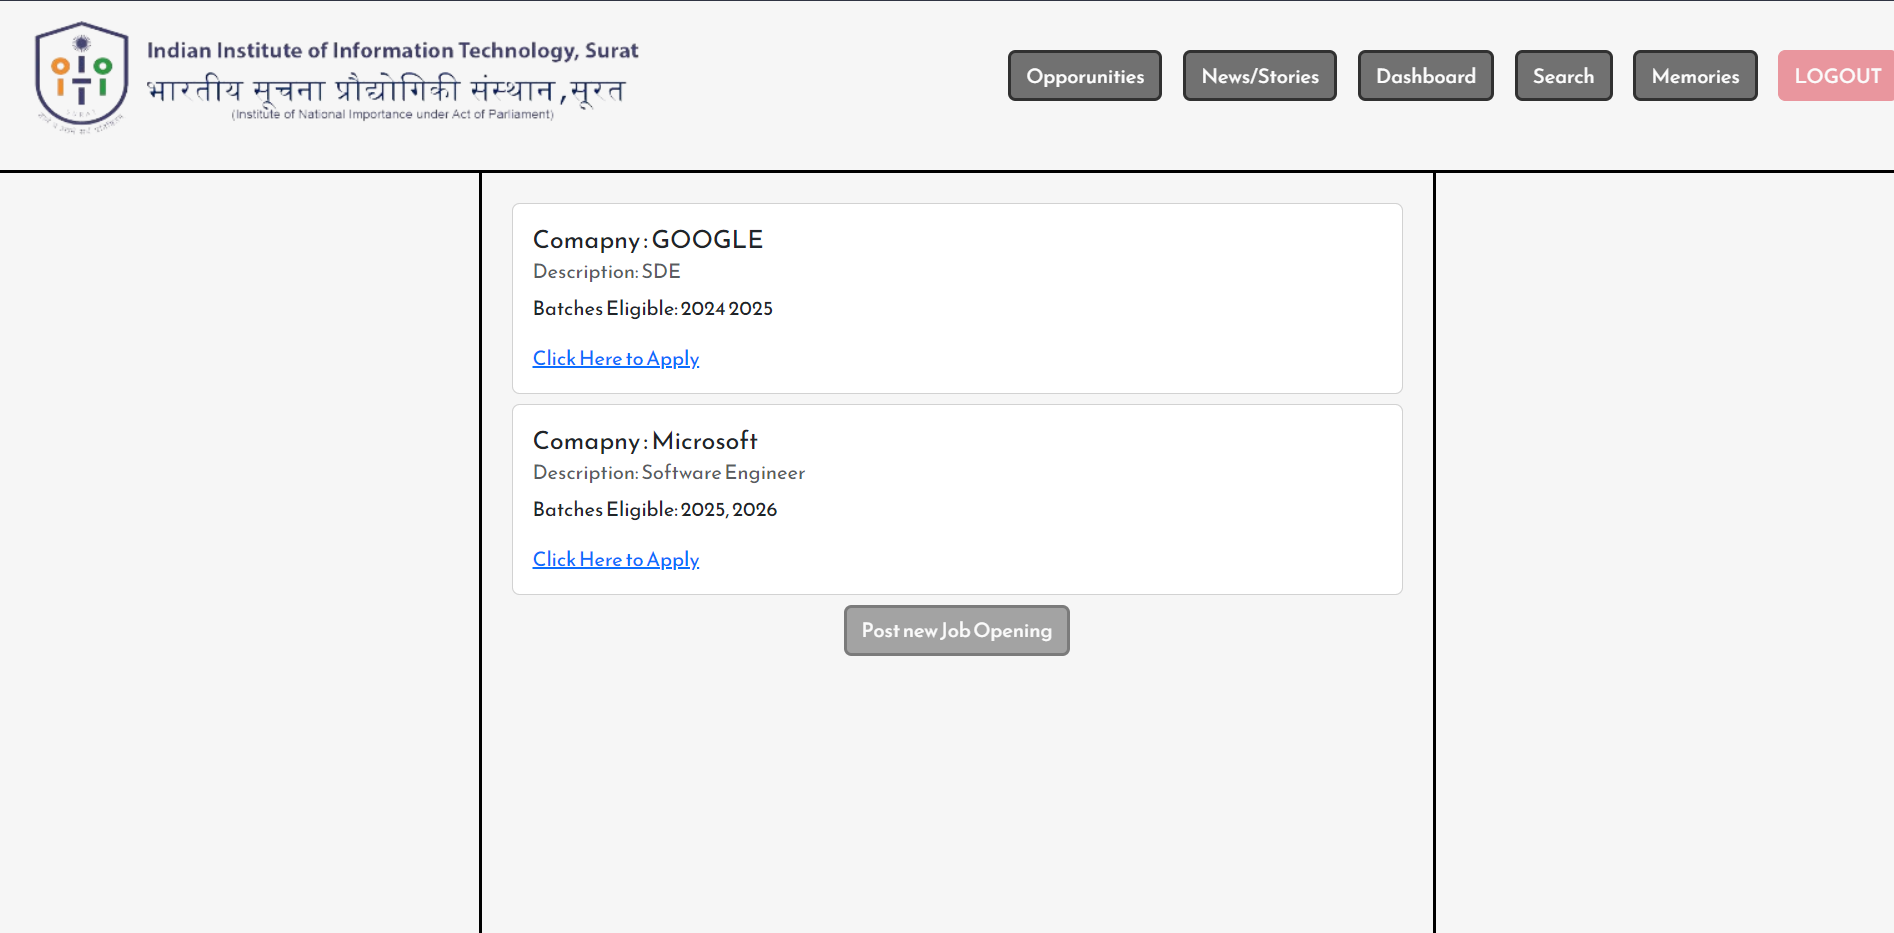 Indian Institute of Information Technology, Surat
भारतीय सूचना प्रौद्योगिकी संस्थान,सूरत
(Institute of National Importance under Act of Parliament)
Opporunities
News/Stories
Dashboard
Search
Memories
LOGOUT
Comapny : GOOGLE
Description: SDE
Batches Eligible: 2024 2025
Click Here to Apply
Comapny : Microsoft
Description: Software Engineer
Batches Eligible: 2025, 2026
Click Here to Apply
Post new Job Opening